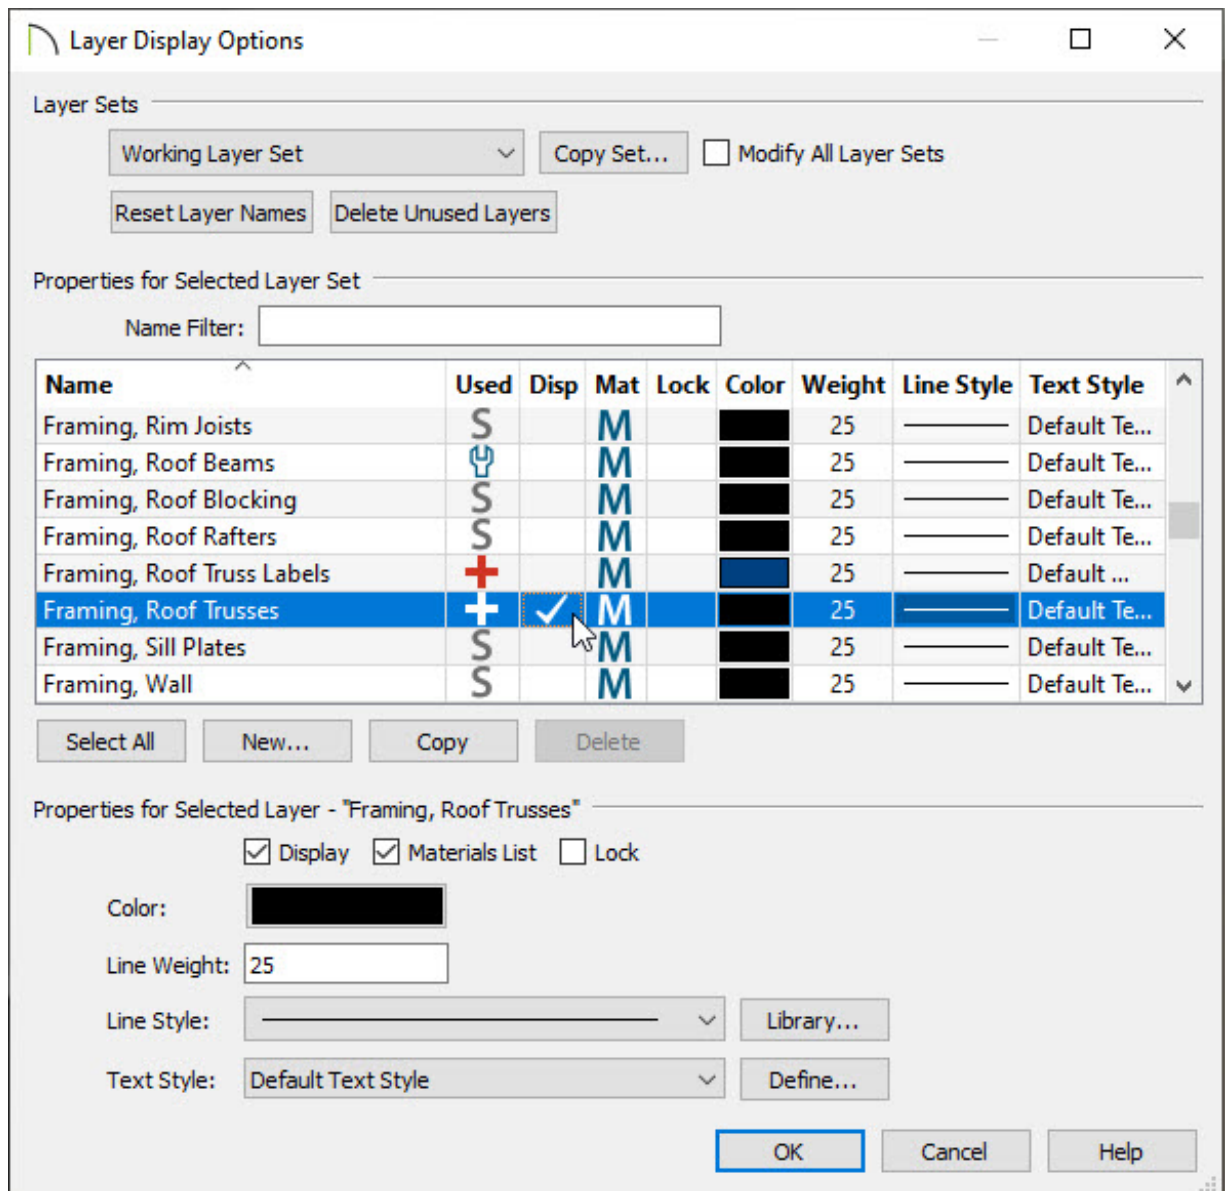 Layer Display Options
Layer Sets
Working Layer Set Copy Set... Modify All Layer Sets
Reset Layer Names Delete Unused Layers
Properties for Selected Layer Set
Name Filter:
Name Used Disp Mat Lock Color Weight Line Style Text Style
Framing, Rim Joists S M 25 Default Te...
Framing, Roof Beams M 25 Default Te...
Framing, Roof Blocking S M 25 Default Te...
Framing, Roof Rafters S M 25 Default Te...
Framing, Roof Truss Labels M 25 Default ...
Framing, Roof Trusses M 25 Default Te...
Framing, Sill Plates S M 25 Default Te...
Framing, Wall S M 25 Default Te...
Select All New... Copy Delete
Properties for Selected Layer - "Framing, Roof Trusses"
Display Materials List Lock
Color:
Line Weight: 25
Line Style: Library...
Text Style: Default Text Style Define...
OK Cancel Help